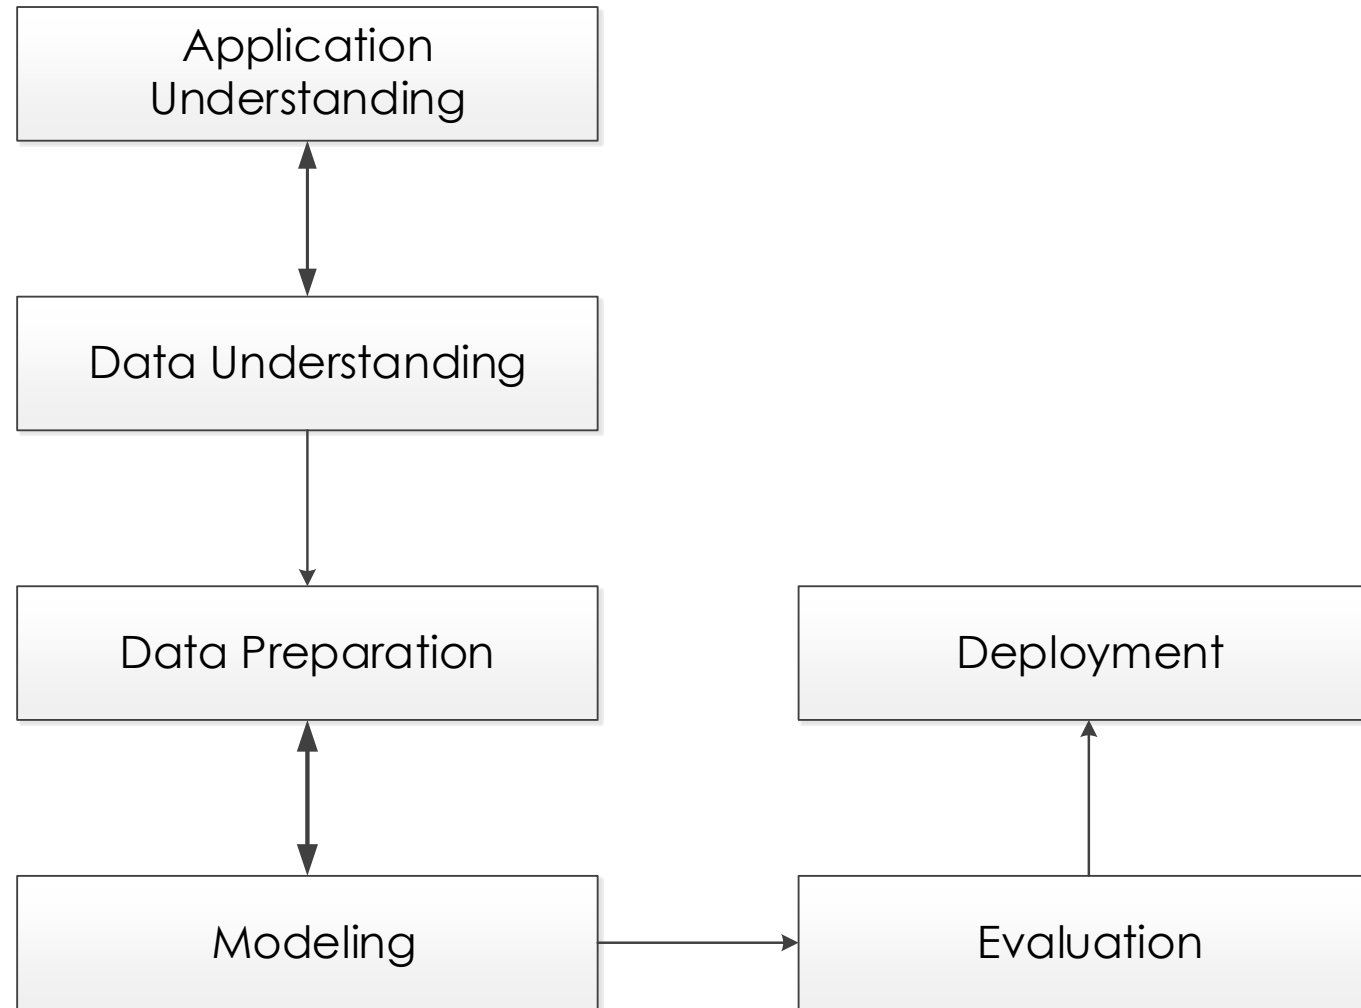 Application
Understanding
Data Understanding
Data Preparation
Deployment
Modeling
Evaluation